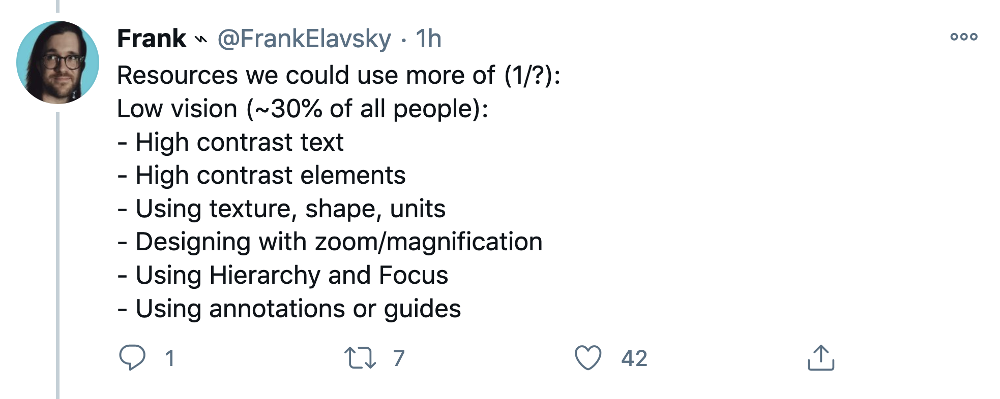 Frank ⌁ @FrankElavsky · 1h
Resources we could use more of (1/?):
Low vision (~30% of all people):
- High contrast text
- High contrast elements
- Using texture, shape, units
- Designing with zoom/magnification
- Using Hierarchy and Focus
- Using annotations or guides
1 7 42